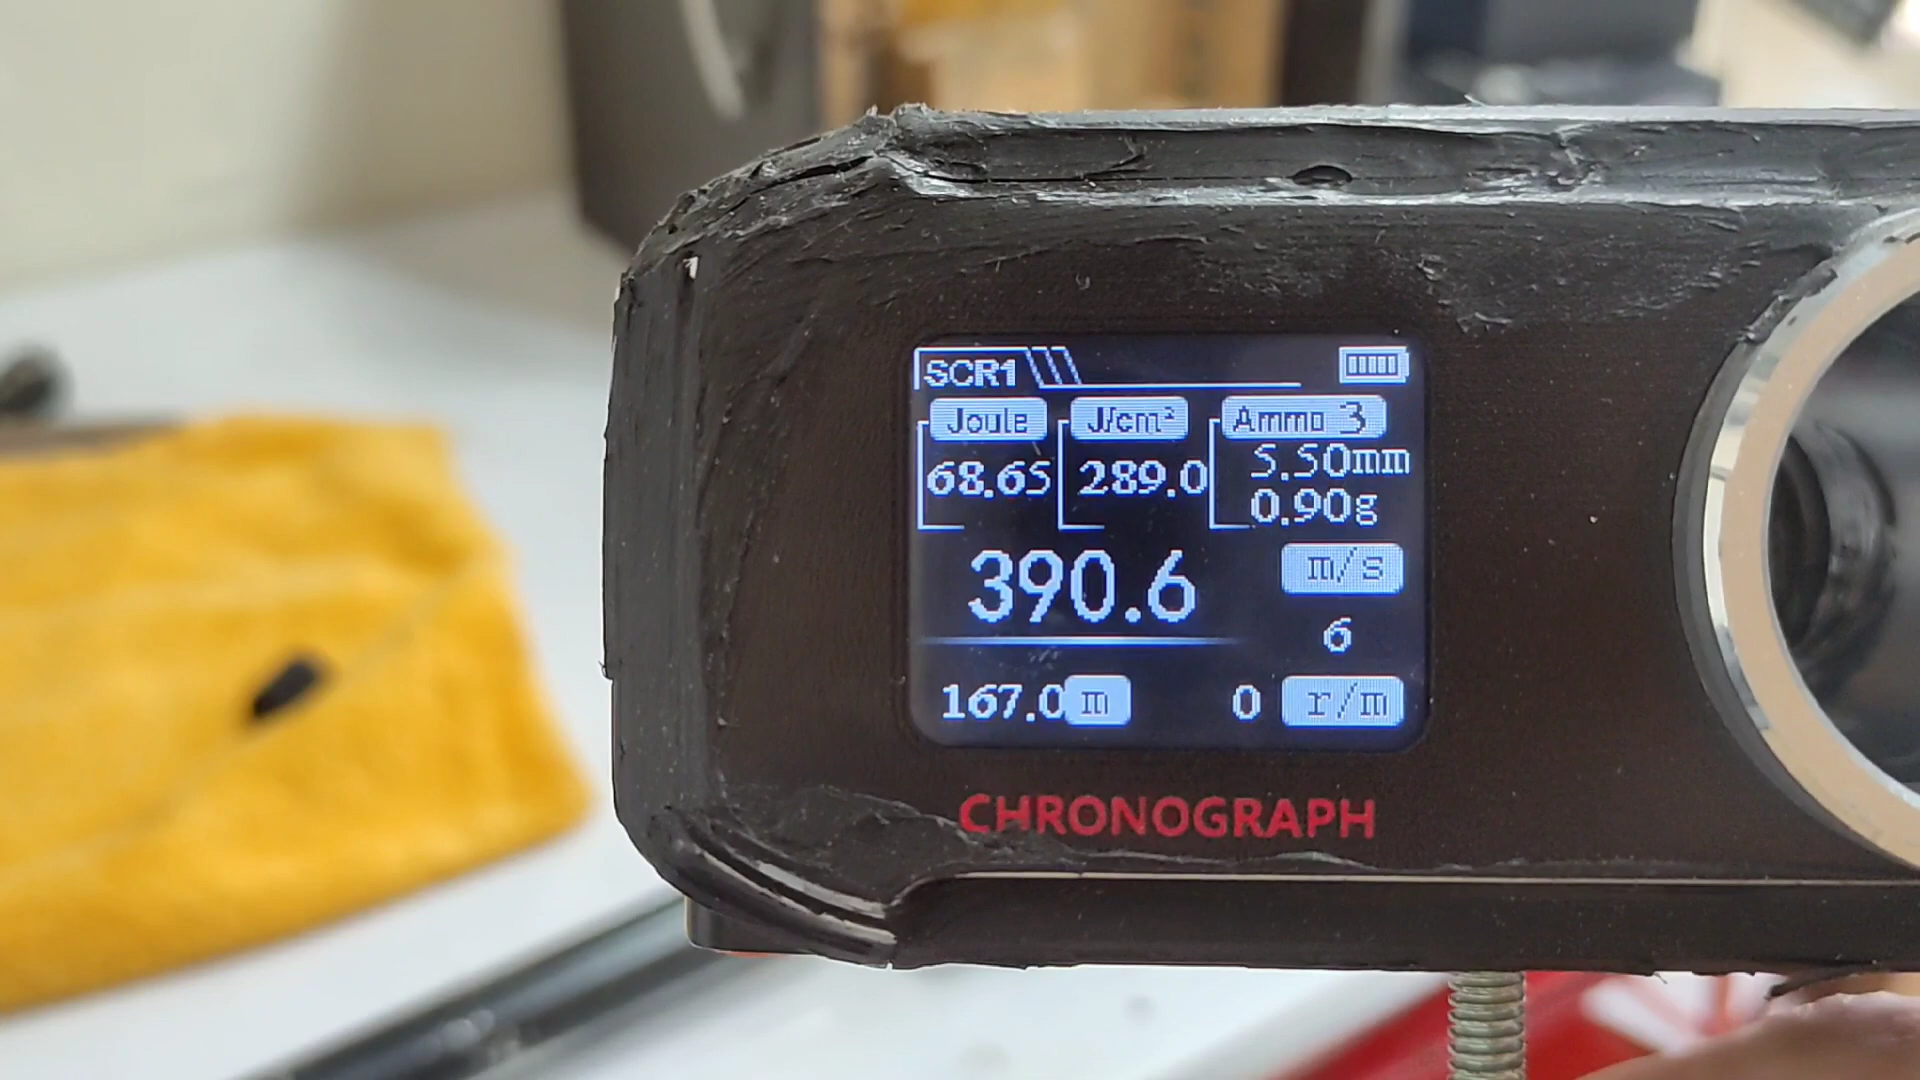 SCR1
Joule J/cm² Ammo 3
68.65 289.0 5.50mm
0.90g
390.6 m/s
6
167.0 m 0 r/m
CHRONOGRAPH